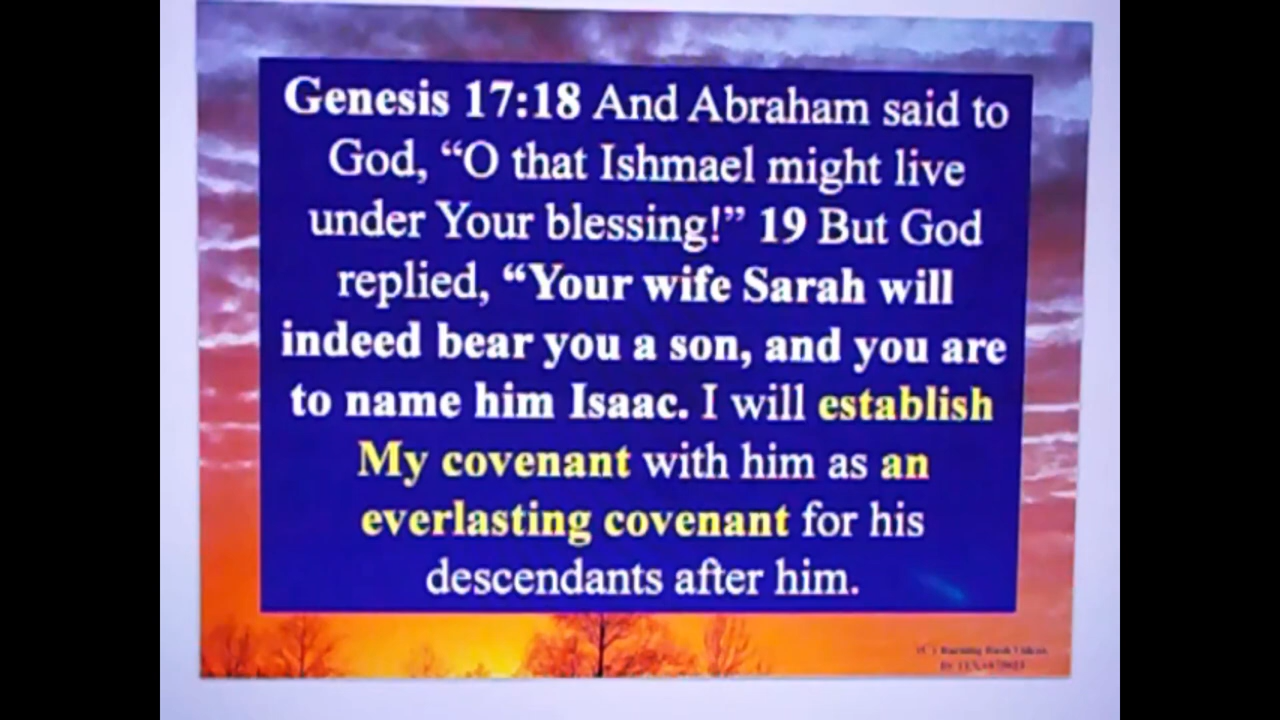 Genesis 17:18 And Abraham said to
God, “O that Ishmael might live
under Your blessing!” 19 But God
replied, “Your wife Sarah will
indeed bear you a son, and you are
to name him Isaac. I will establish
My covenant with him as an
everlasting covenant for his
descendants after him.
Burning Bush